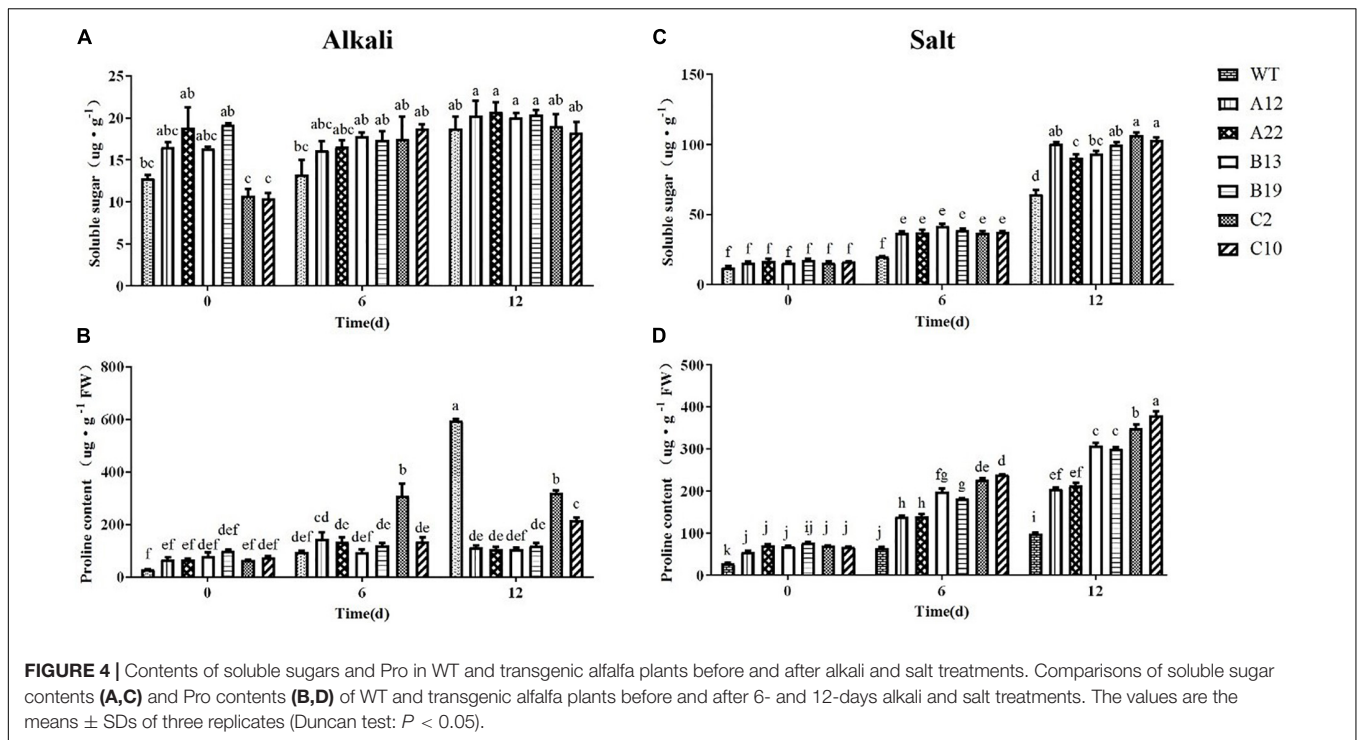 A
Alkali
Soluble sugar (ug·g⁻¹)
25
20
15
10
5
0
bc abc ab abc ab c c
bc abc abc ab ab ab ab
ab a a a a ab ab
0 6 12
Time(d)
C
Salt
Soluble sugar (ug·g⁻¹)
150
100
50
0
f f f f f f f
f e e e e e e
d ab c bc ab a a
0 6 12
Time(d)
WT
A12
A22
B13
B19
C2
C10
B
Proline content (ug·g⁻¹ FW)
800
600
400
200
0
f ef ef def def ef def
def cd de def de b de
a de de def de b c
0 6 12
Time(d)
D
Proline content (ug·g⁻¹ FW)
500
400
300
200
100
0
k j j j ij j j
j h h fg g de d
i ef ef c c b a
0 6 12
Time(d)
FIGURE 4 | Contents of soluble sugars and Pro in WT and transgenic alfalfa plants before and after alkali and salt treatments. Comparisons of soluble sugar
contents (A,C) and Pro contents (B,D) of WT and transgenic alfalfa plants before and after 6- and 12-days alkali and salt treatments. The values are the
means ± SDs of three replicates (Duncan test: P < 0.05).